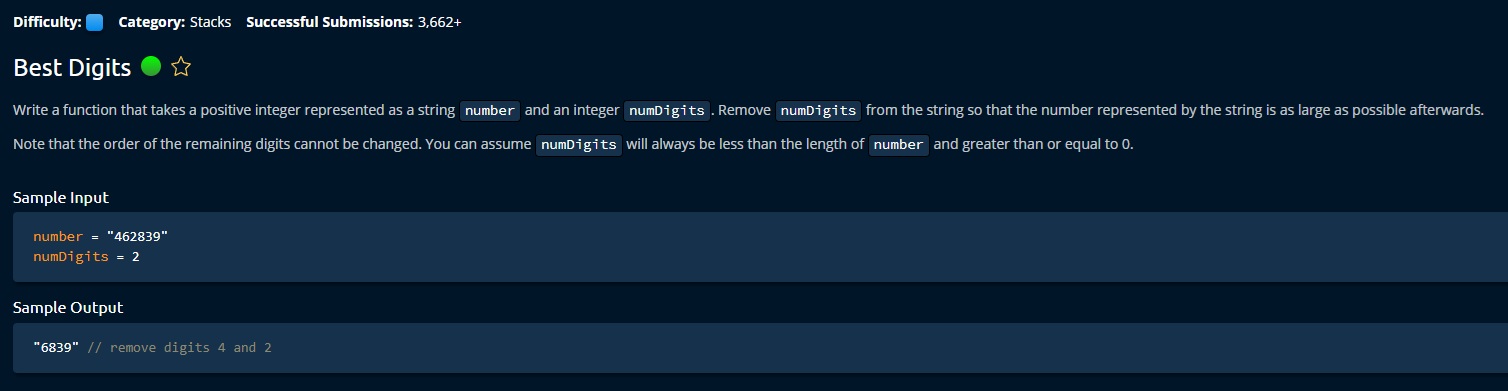 Difficulty: Category: Stacks Successful Submissions: 3,662+
Best Digits
Write a function that takes a positive integer represented as a string number and an integer numDigits. Remove numDigits from the string so that the number represented by the string is as large as possible afterwards.
Note that the order of the remaining digits cannot be changed. You can assume numDigits will always be less than the length of number and greater than or equal to 0.
Sample Input
number = "462839"
numDigits = 2
Sample Output
"6839" // remove digits 4 and 2